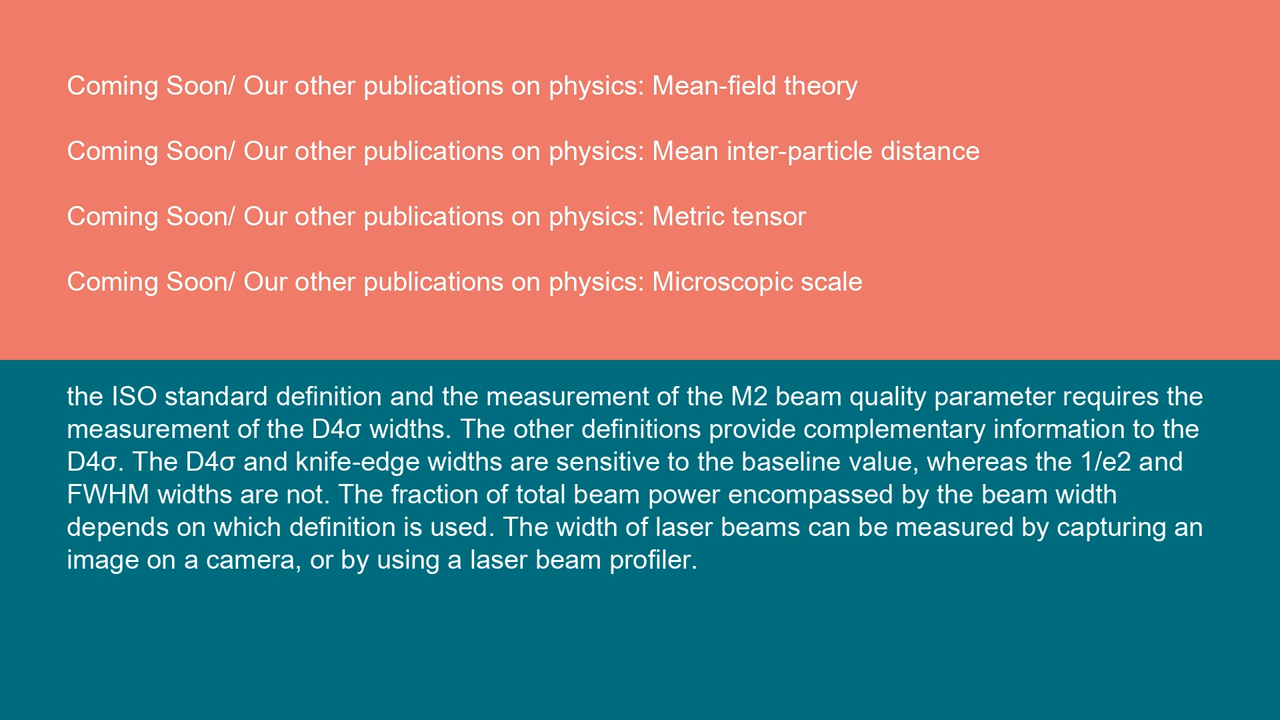 Coming Soon/ Our other publications on physics: Mean-field theory
Coming Soon/ Our other publications on physics: Mean inter-particle distance
Coming Soon/ Our other publications on physics: Metric tensor
Coming Soon/ Our other publications on physics: Microscopic scale
the ISO standard definition and the measurement of the M2 beam quality parameter requires the
measurement of the D4σ widths. The other definitions provide complementary information to the
D4σ. The D4σ and knife-edge widths are sensitive to the baseline value, whereas the 1/e2 and
FWHM widths are not. The fraction of total beam power encompassed by the beam width
depends on which definition is used. The width of laser beams can be measured by capturing an
image on a camera, or by using a laser beam profiler.